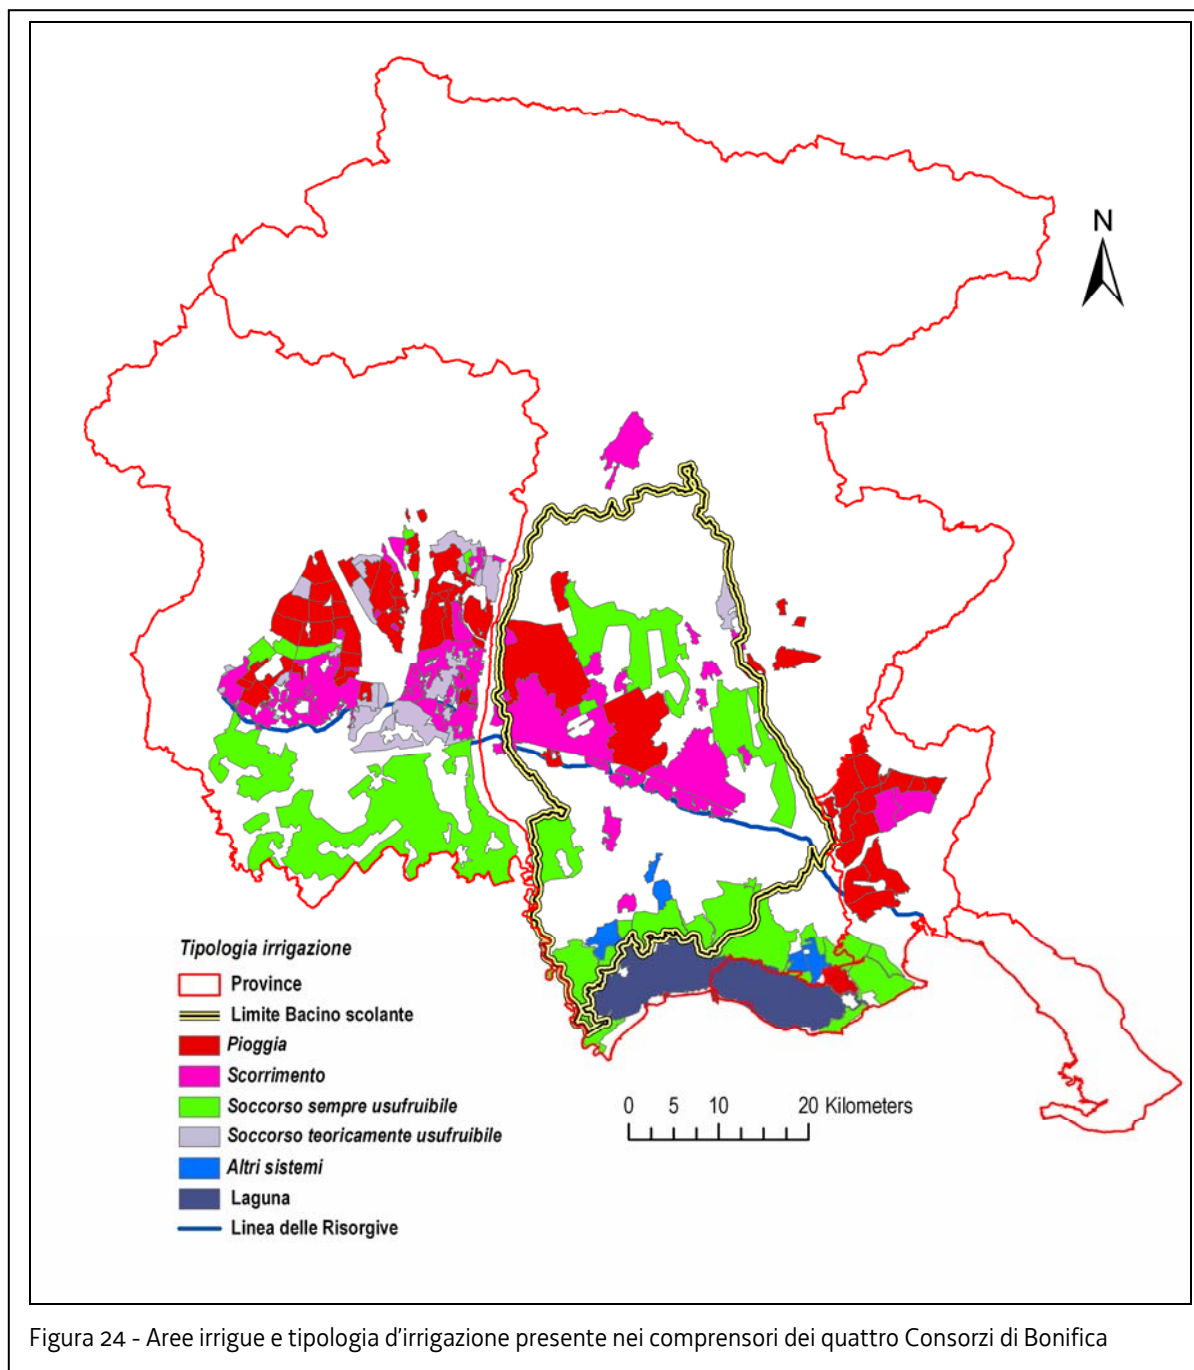 N
Tipologia irrigazione
Province
Limite Bacino scolante
Pioggia
Scorrimento
Soccorso sempre usufruibile
Soccorso teoricamente usufruibile
Altri sistemi
Laguna
Linea delle Risorgive
0 5 10 20 Kilometers
Figura 24 - Aree irrigue e tipologia d'irrigazione presente nei comprensori dei quattro Consorzi di Bonifica